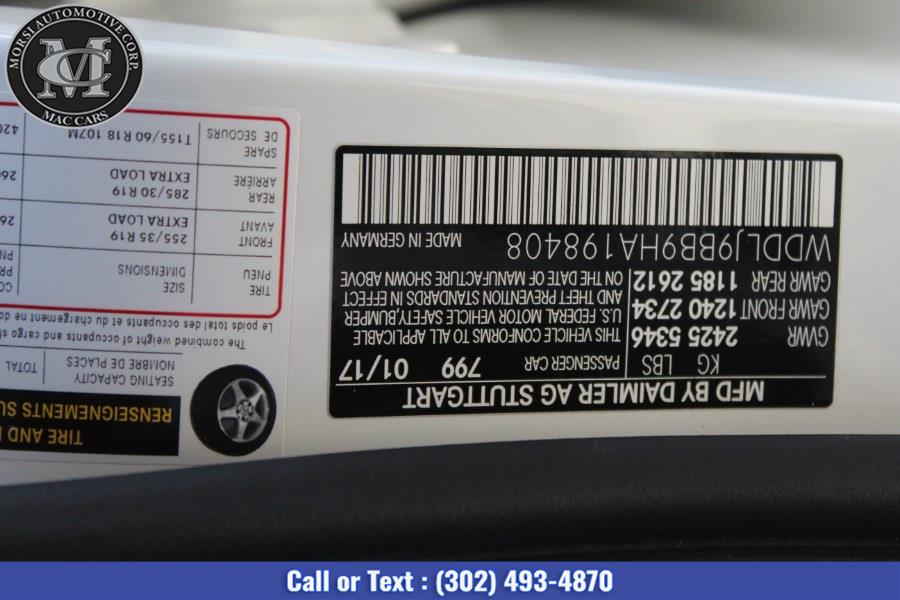 MORSI AUTOMOTIVE CORP.
MC
MAC CARS
MFD BY DAIMLER AG STUTTGART
KG LBS
GVWR 2425 5346
GAWR FRONT 1240 2734
GAWR REAR 1185 2612
PASSENGER CAR 799 01/17
THIS VEHICLE CONFORMS TO ALL APPLICABLE
U.S. FEDERAL MOTOR VEHICLE SAFETY,BUMPER,
AND THEFT PREVENTION STANDARDS IN EFFECT
ON THE DATE OF MANUFACTURE SHOWN ABOVE
WDDLJ9BB9HA198408
MADE IN GERMANY
TIRE AND
RENSEIGNEMENTS SU
SEATING CAPACITY
NOMBRE DE PLACES
TOTAL
The combined weight of occupants and cargo s
Le poids total des occupants et du chargement do
TIRE
PNEU
SIZE
DIMENSIONS
FRONT
AVANT
255/35 R19
EXTRA LOAD
REAR
ARRIÈRE
285/30 R19
EXTRA LOAD
SPARE
DE SECOURS
T155/60 R18 107M
420
Call or Text : (302) 493-4870